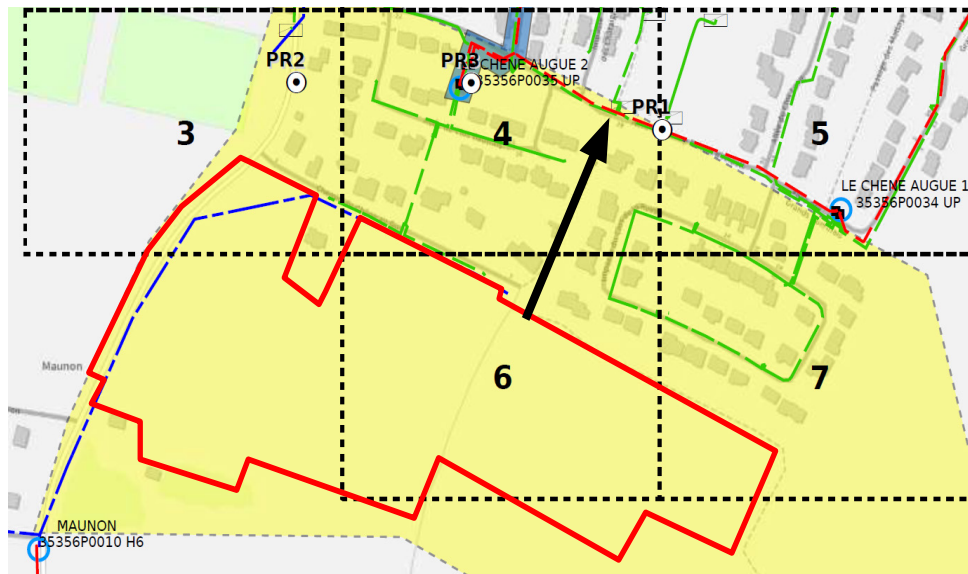 PR2
PR3
LE CHENE AUGUE 2
35356P0035 UP
PR1
3
4
5
LE CHENE AUGUE 1
35356P0034 UP
Maunon
6
7
MAUNON
35356P0010 H6